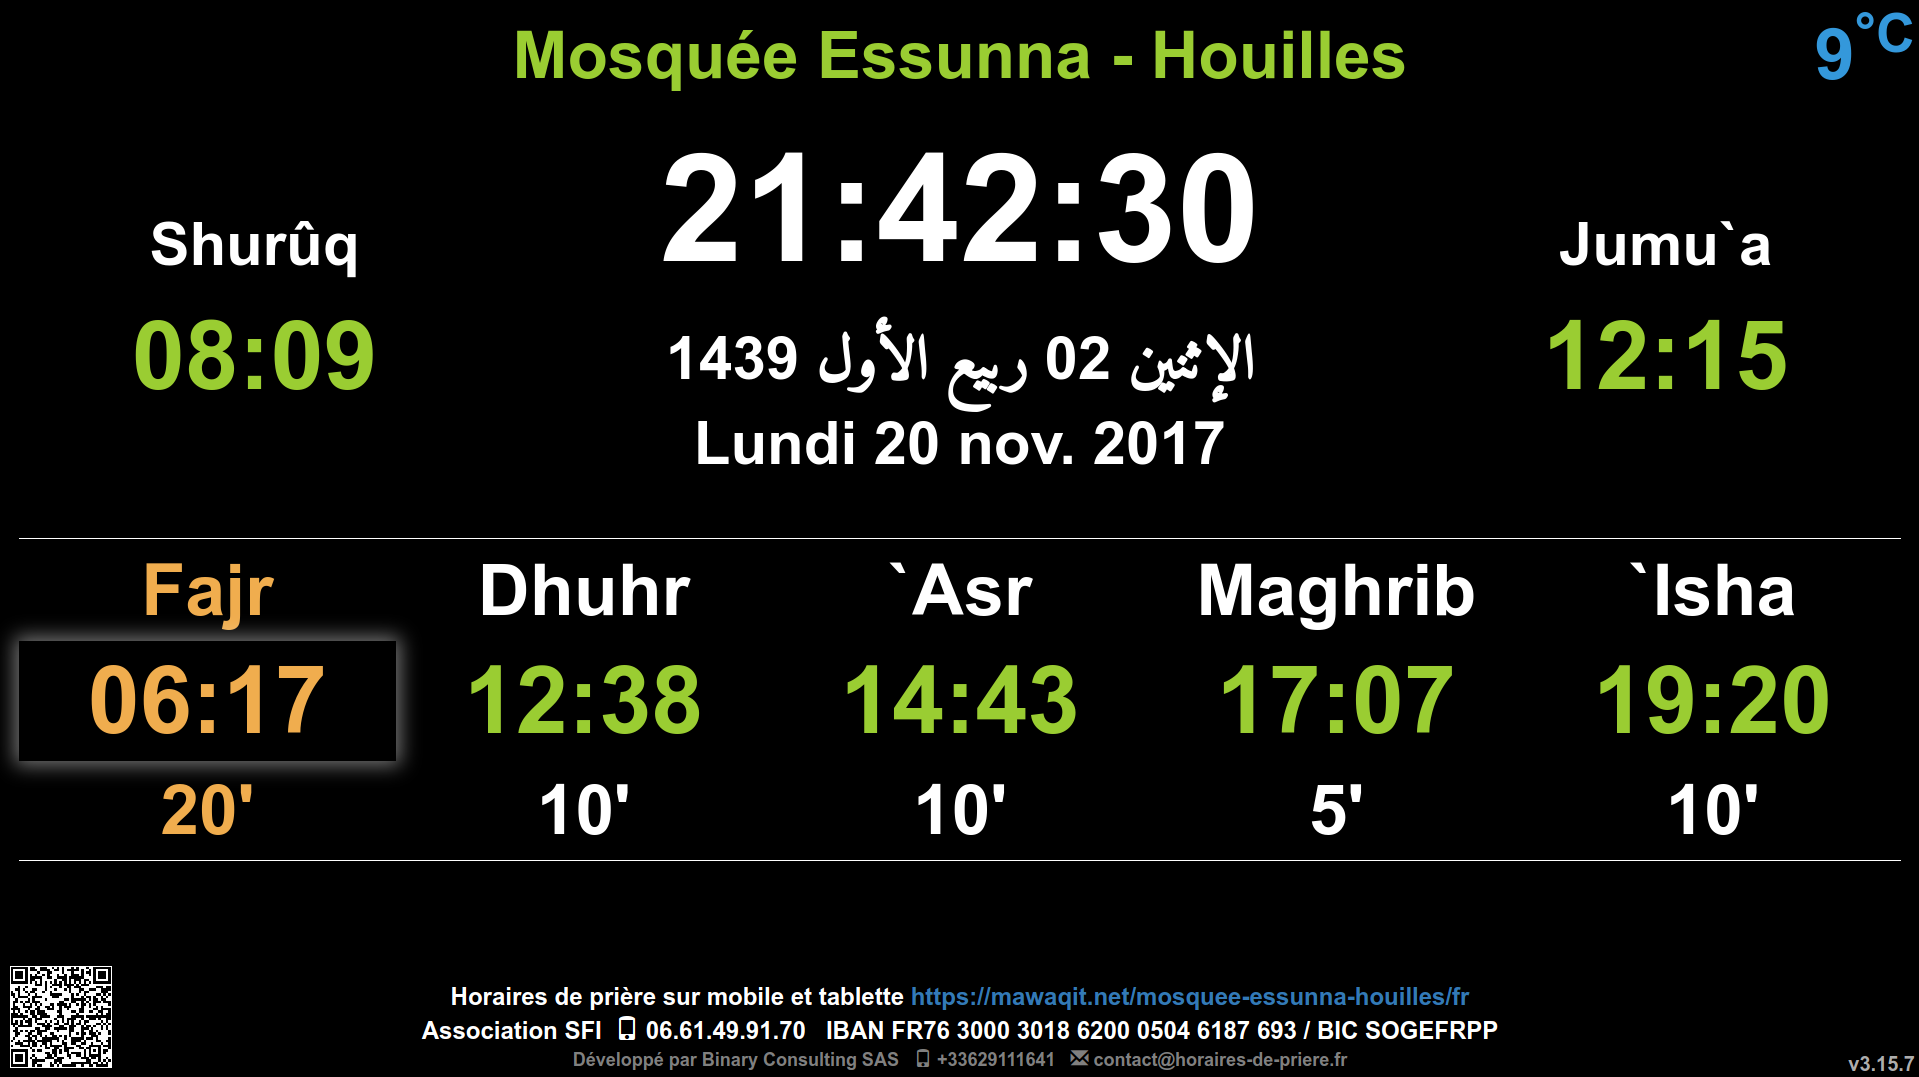 Mosquée Essunna - Houilles
9°C
21:42:30
Shurûq
Jumu`a
08:09
12:15
الإثنين 02 ربيع الأول 1439
Lundi 20 nov. 2017
Fajr Dhuhr `Asr Maghrib `Isha
06:17 12:38 14:43 17:07 19:20
20' 10' 10' 5' 10'
Horaires de prière sur mobile et tablette https://mawaqit.net/mosquee-essunna-houilles/fr
Association SFI 06.61.49.91.70 IBAN FR76 3000 3018 6200 0504 6187 693 / BIC SOGEFRPP
Développé par Binary Consulting SAS +33629111641 contact@horaires-de-priere.fr
v3.15.7